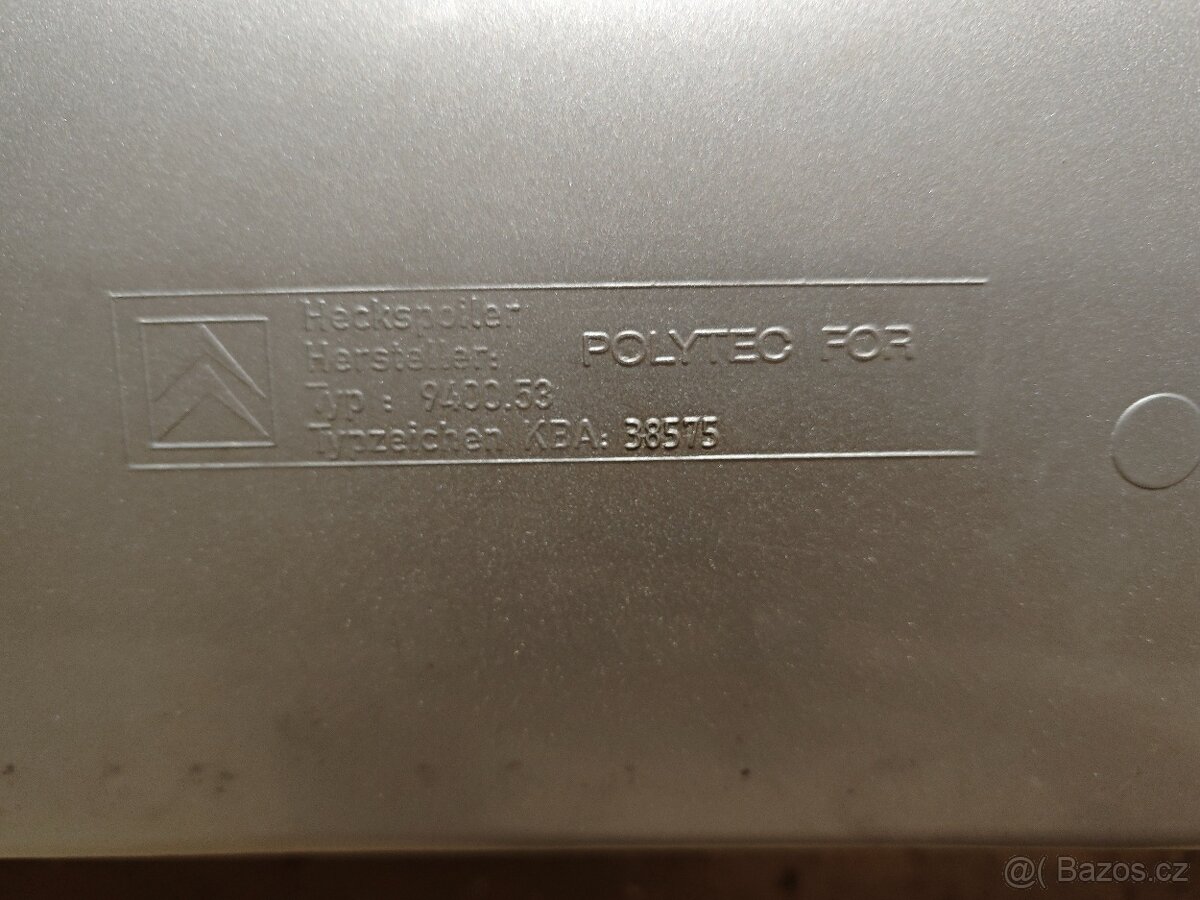 Heckspoiler
Hersteller: POLYTEC FOR
Typ : 9400.53
Typzeichen KBA: 38575
@( Bazos.cz